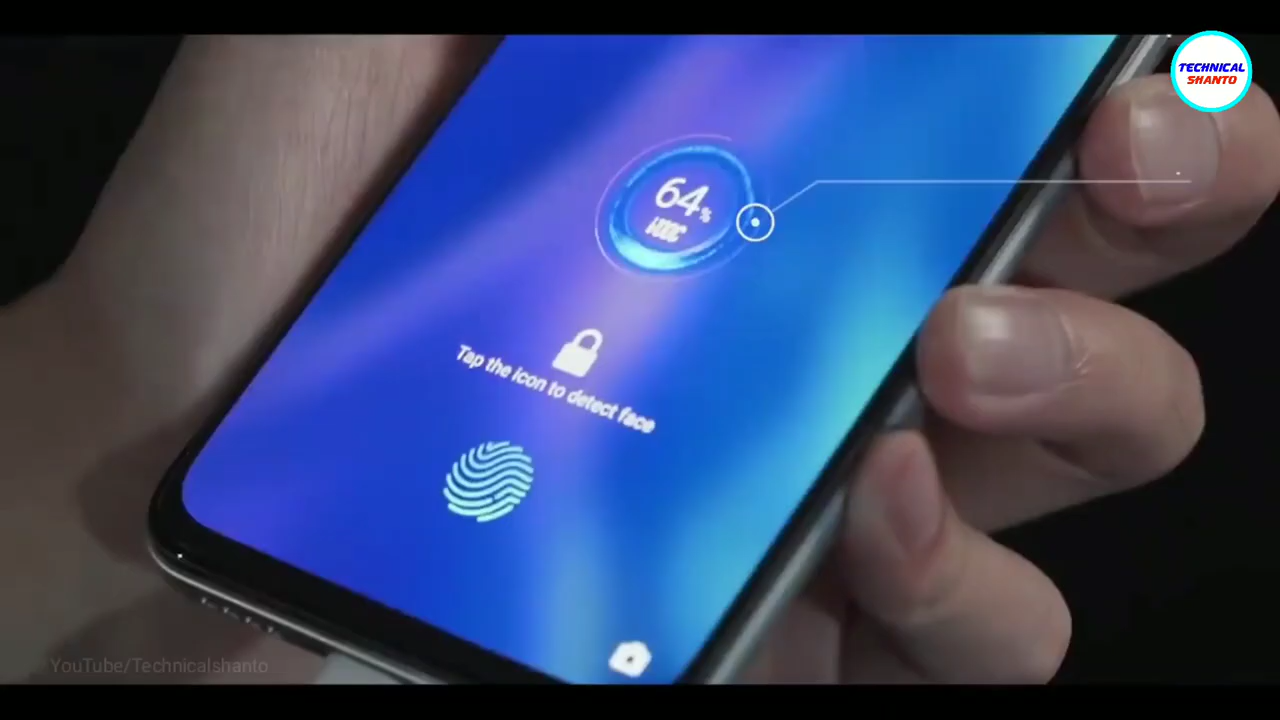 TECHNICAL
SHANTO
64%
Tap the icon to detect face
YouTube/Technicalshanto